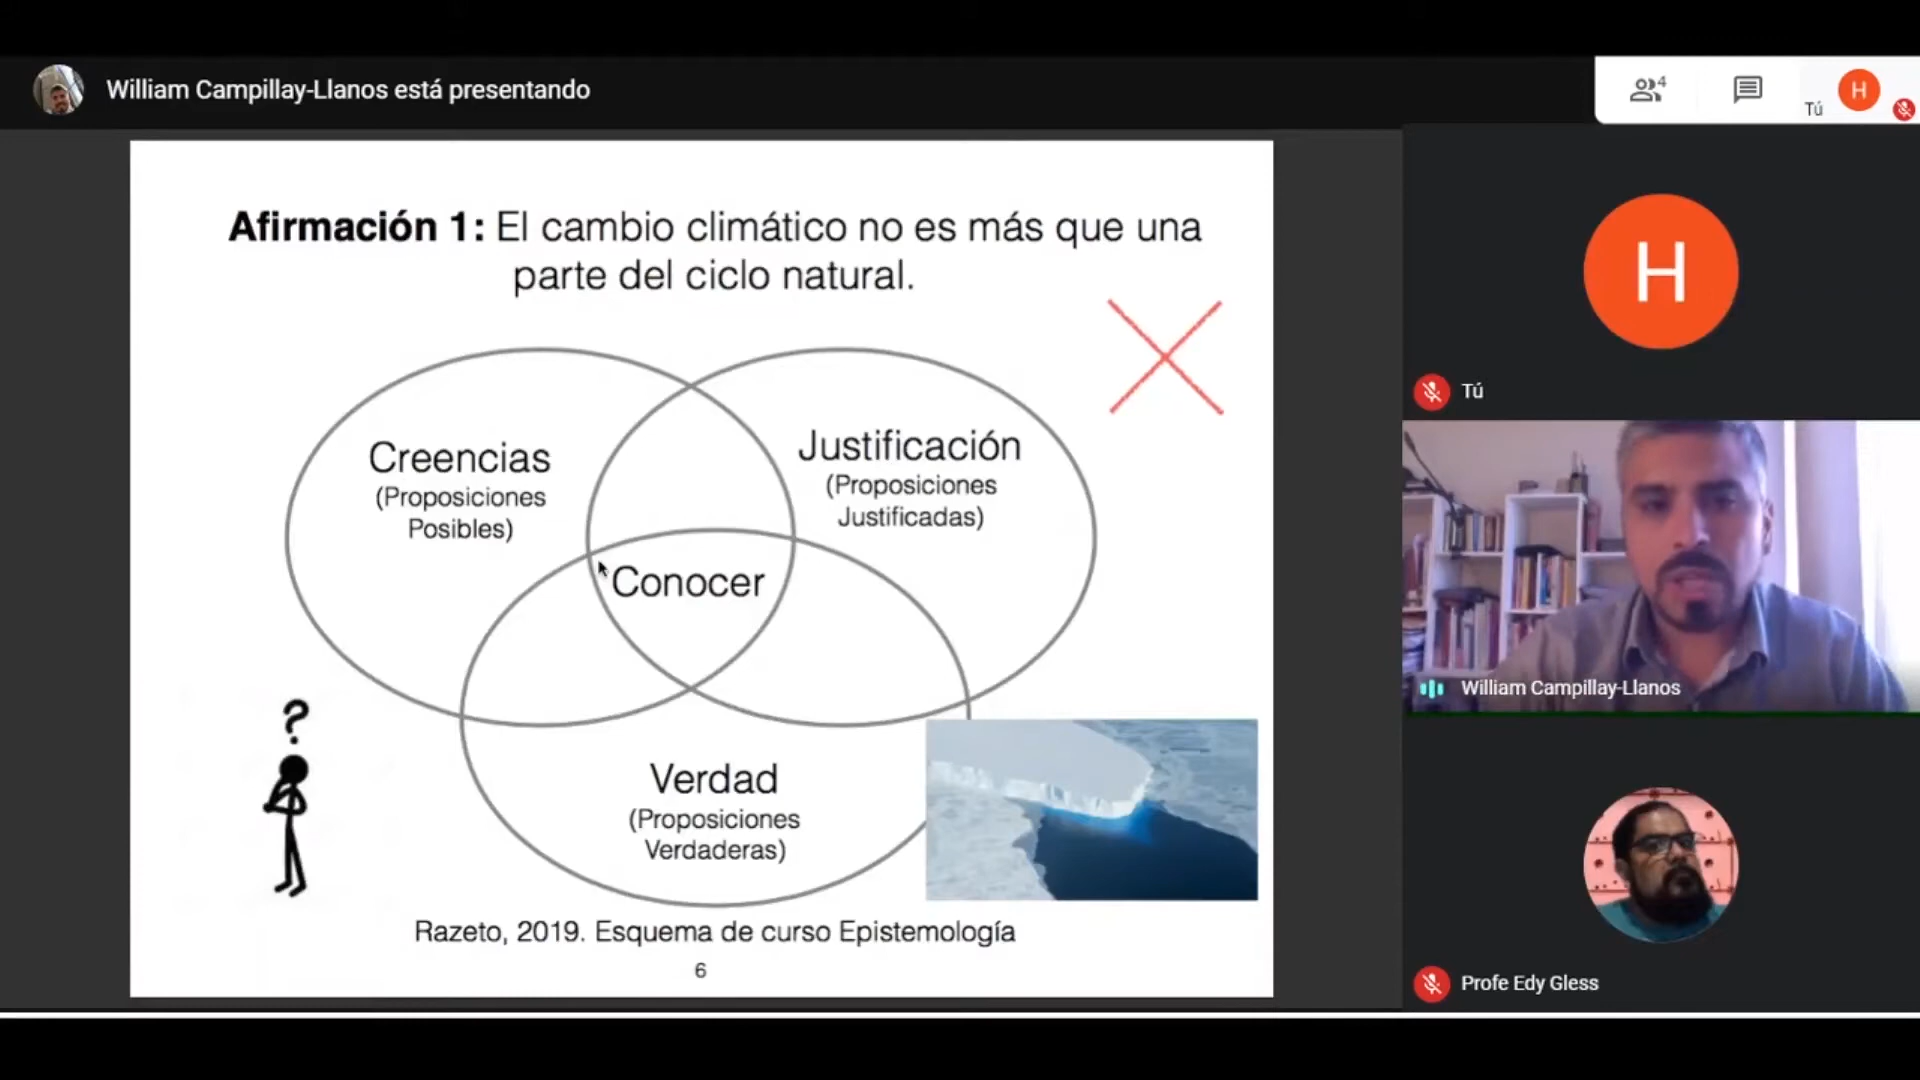 William Campillay-Llanos está presentando
4
Tú
H
Afirmación 1: El cambio climático no es más que una
parte del ciclo natural.
Creencias
(Proposiciones
Posibles)
Justificación
(Proposiciones
Justificadas)
Conocer
?
Verdad
(Proposiciones
Verdaderas)
Razeto, 2019. Esquema de curso Epistemología
6
H
Tú
William Campillay-Llanos
Profe Edy Gless